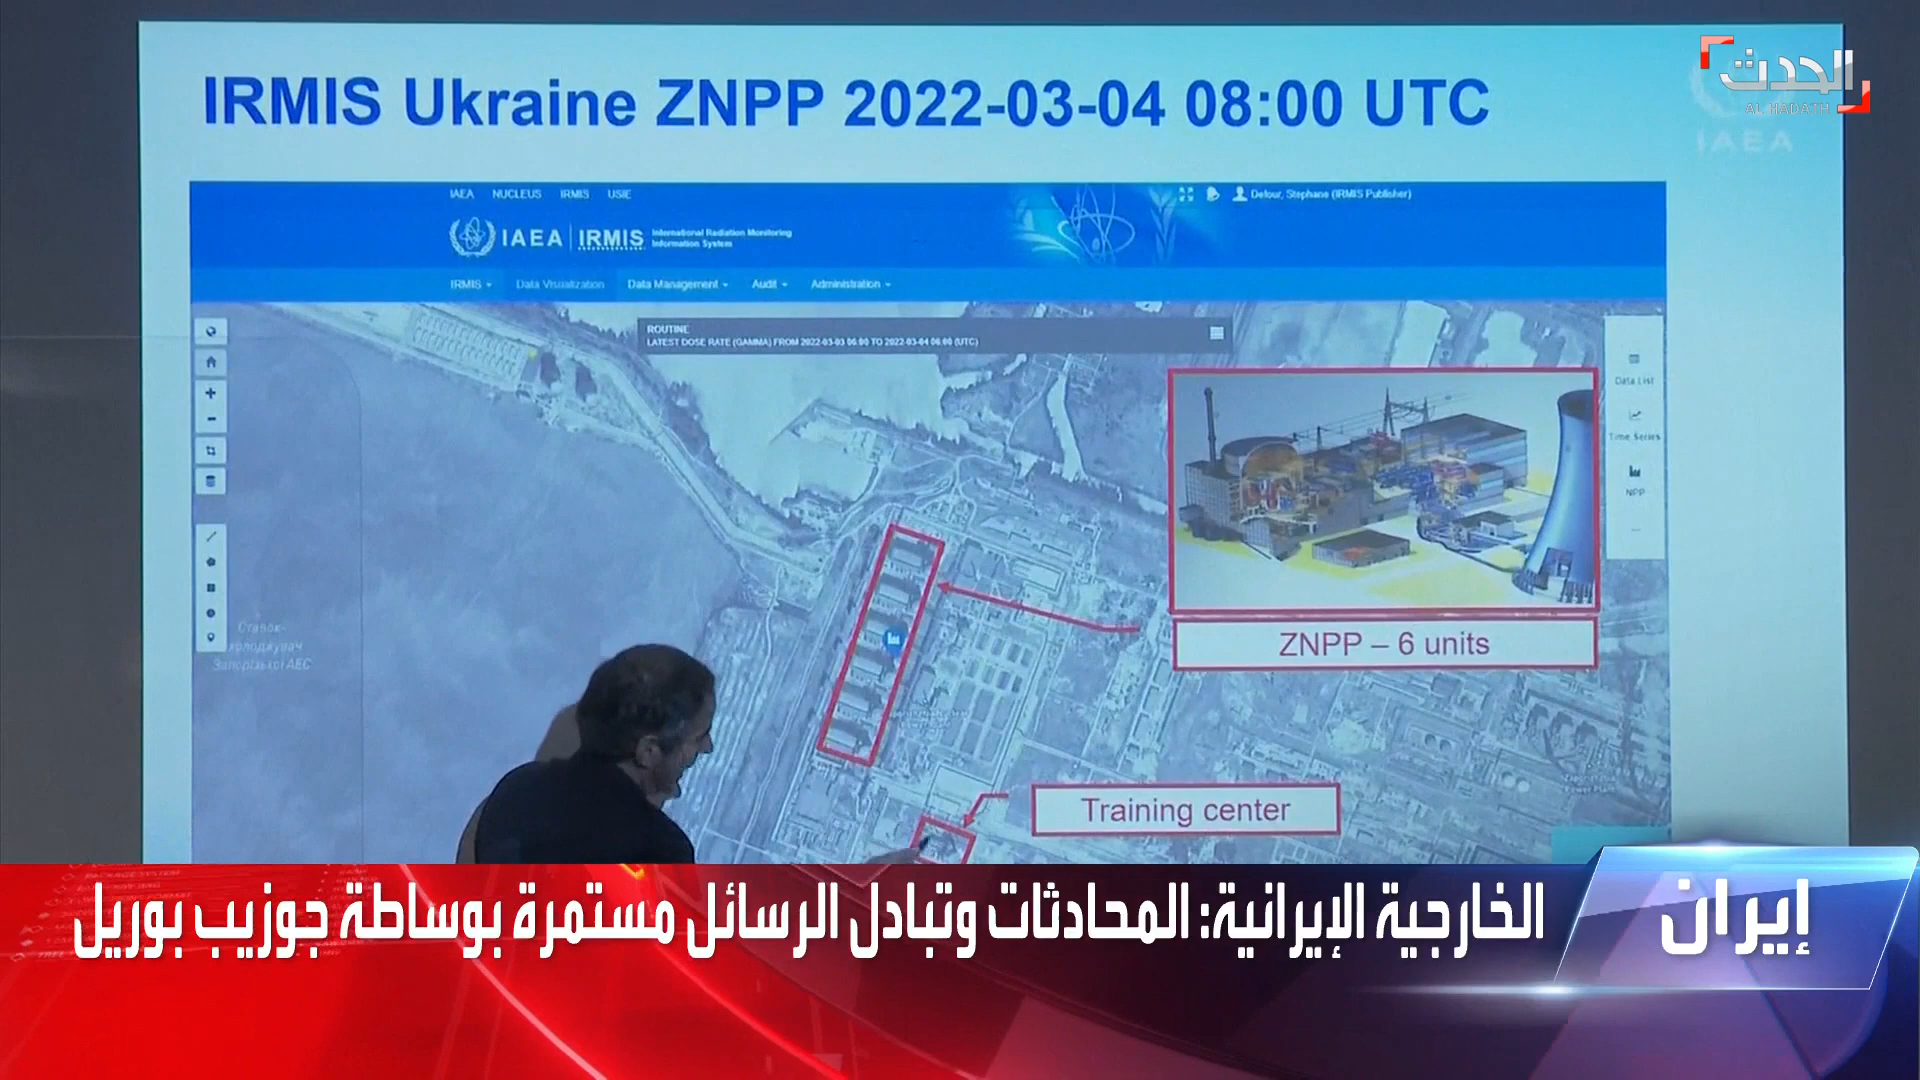 IRMIS Ukraine ZNPP 2022-03-04 08:00 UTC
الحدث
AL HADATH
IAEA
IAEA NUCLEUS IRMIS USIE
Defour, Stephane (IRMIS Publisher)
IAEA IRMIS International Radiation Monitoring
Information System
IRMIS Data Visualization Data Management Audit Administration
ROUTINE
LATEST DOSE RATE (GAMMA) FROM 2022-03-03 06:00 TO 2022-03-04 06:00 (UTC)
Data List
Time Series
NPP
ZNPP – 6 units
Запорізької АЕС
Training center
إيران
الخارجية الإيرانية: المحادثات وتبادل الرسائل مستمرة بوساطة جوزيب بوريل